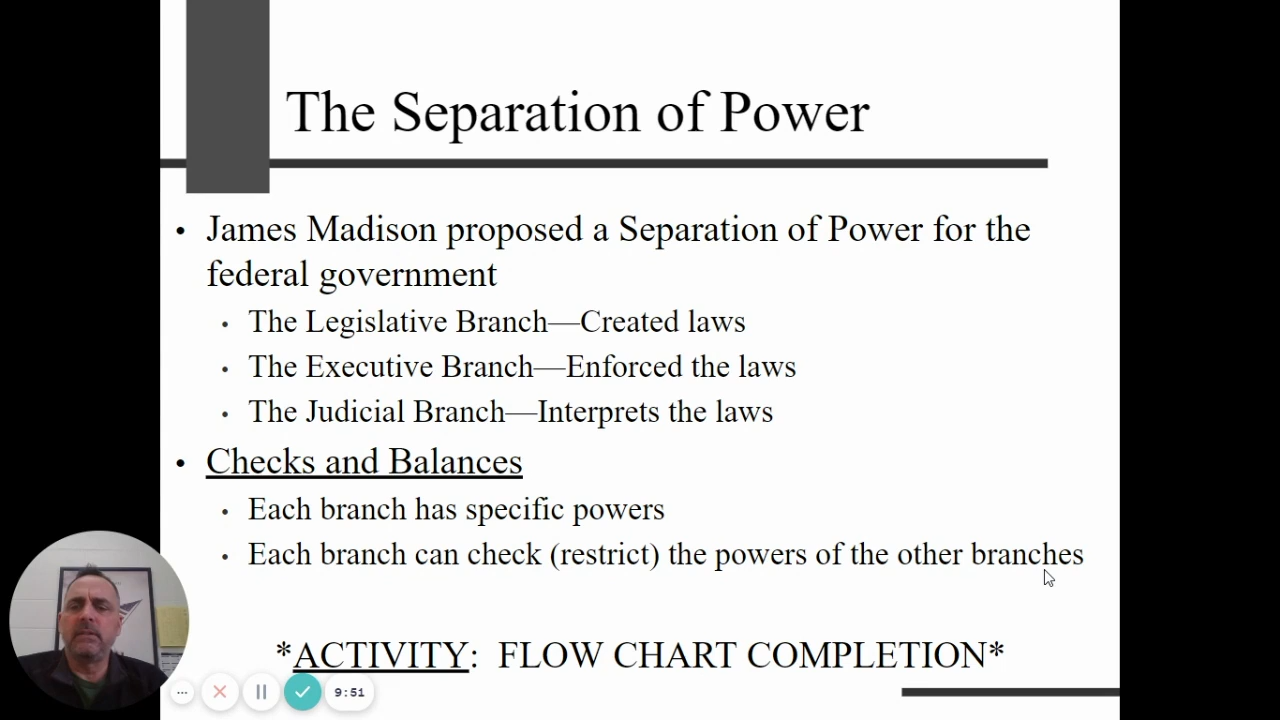 The Separation of Power
• James Madison proposed a Separation of Power for the
federal government
• The Legislative Branch—Created laws
• The Executive Branch—Enforced the laws
• The Judicial Branch—Interprets the laws
• Checks and Balances
• Each branch has specific powers
• Each branch can check (restrict) the powers of the other branches
*ACTIVITY: FLOW CHART COMPLETION*
9:51